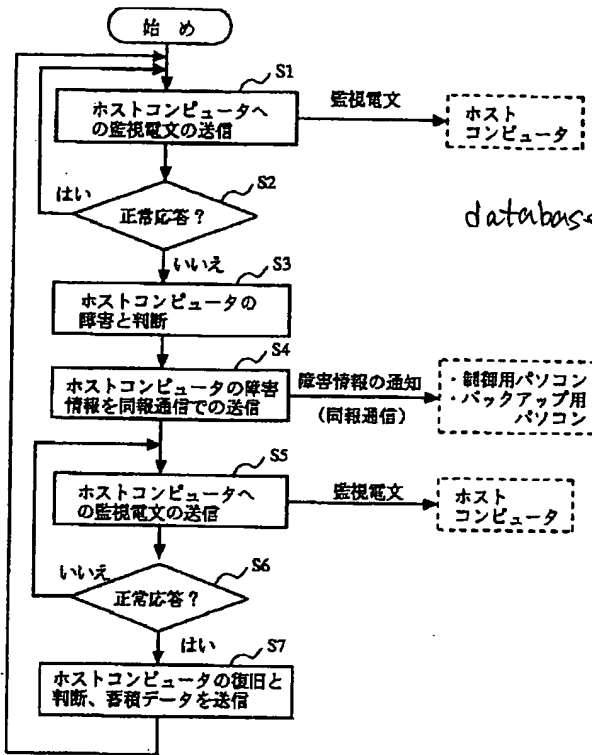 始 め
S1
ホストコンピュータへ
の監視電文の送信
監視電文
ホスト
コンピュータ
S2
はい
正常応答？
database
いいえ
S3
ホストコンピュータの
障害と判断
S4
ホストコンピュータの障害
情報を同報通信での送信
障害情報の通知
（同報通信）
・制御用パソコン
・バックアップ用
パソコン
S5
ホストコンピュータへ
の監視電文の送信
監視電文
ホスト
コンピュータ
S6
いいえ
正常応答？
はい
S7
ホストコンピュータの復旧と
判断、蓄積データを送信